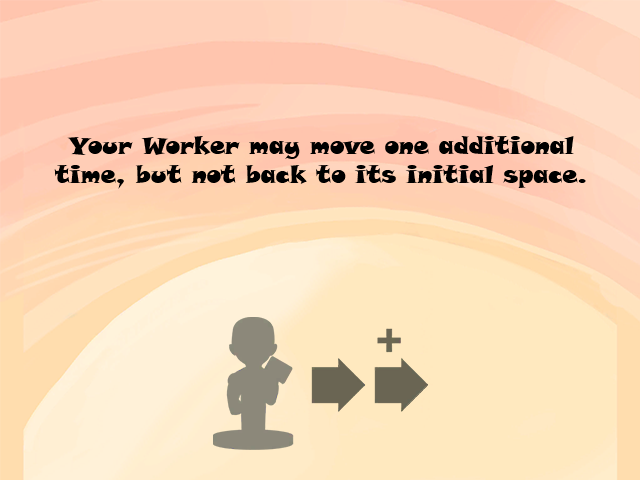 Your Worker may move one additional
time, but not back to its initial space.
+